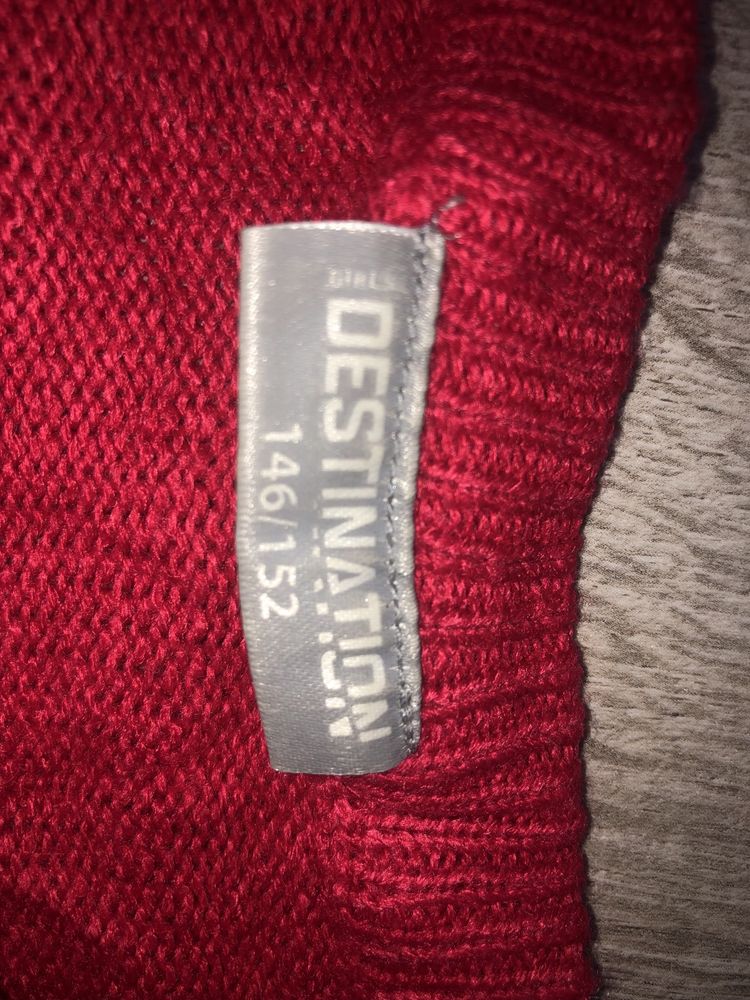 GIRLS
DESTINATION
146/152